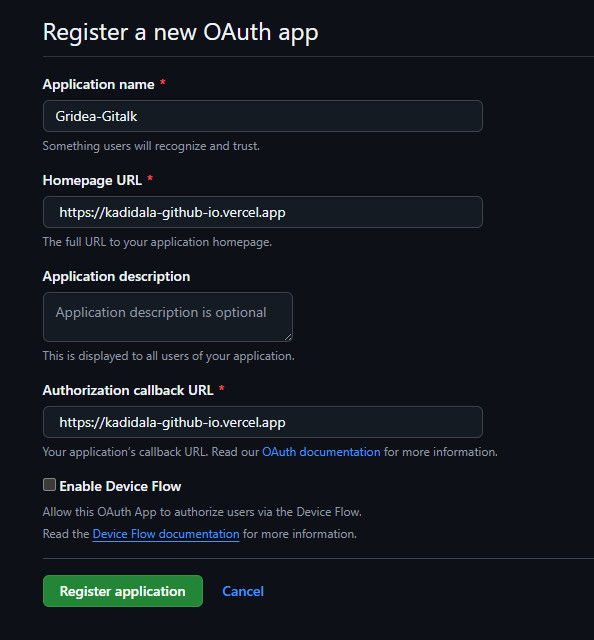 Register a new OAuth app
Application name *
Gridea-Gitalk
Something users will recognize and trust.
Homepage URL *
https://kadidala-github-io.vercel.app
The full URL to your application homepage.
Application description
Application description is optional
This is displayed to all users of your application.
Authorization callback URL *
https://kadidala-github-io.vercel.app
Your application's callback URL. Read our OAuth documentation for more information.
Enable Device Flow
Allow this OAuth App to authorize users via the Device Flow.
Read the Device Flow documentation for more information.
Register application Cancel